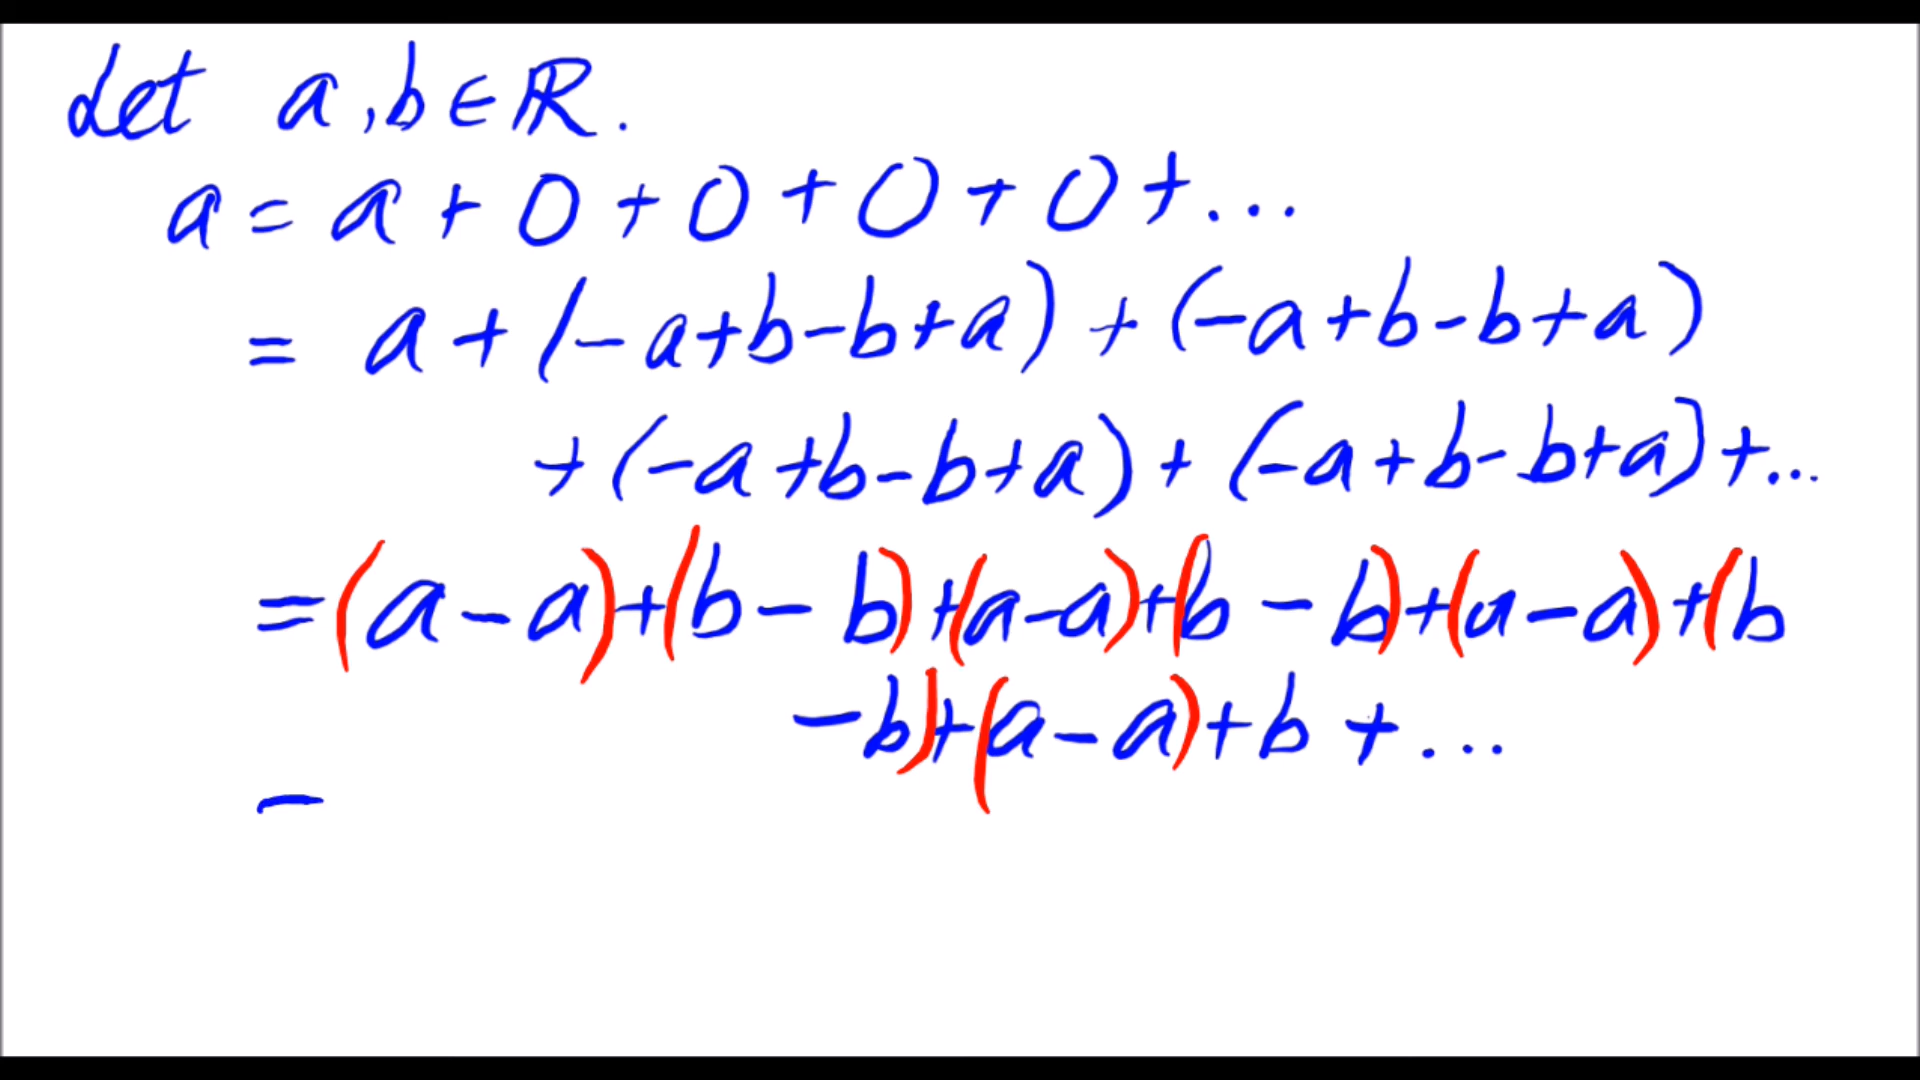 Let a, b ∈ ℝ.
a = a + 0 + 0 + 0 + 0 + ...
= a + (-a+b-b+a) + (-a+b-b+a)
+ (-a+b-b+a) + (-a+b-b+a) + ...
= (a-a)+(b-b)+(a-a)+(b-b)+(a-a)+(b
-b)+(a-a)+b+...
-